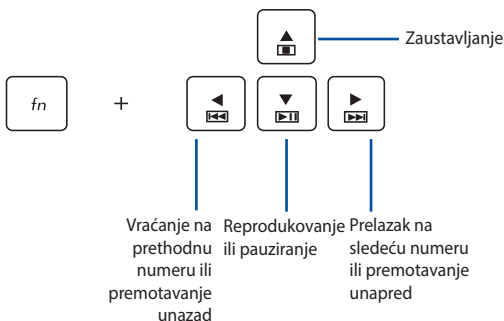 Zaustavljanje
fn +
Vraćanje na
prethodnu
numeru ili
premotavanje
unazad
Reprodukovanje
ili pauziranje
Prelazak na
sledeću numeru
ili premotavanje
unapred